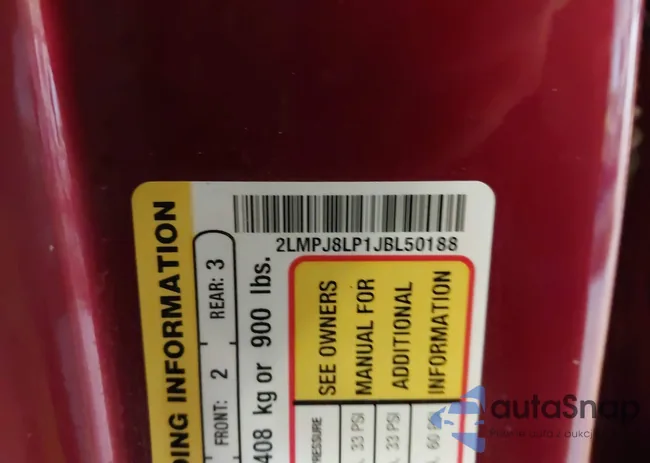 2LMPJ8LP1JBL50188
DING INFORMATION
FRONT: 2 REAR: 3
408 kg or 900 lbs.
SEE OWNERS
MANUAL FOR
ADDITIONAL
INFORMATION
PRESSURE
33 PSI
33 PSI
60
autaSnap